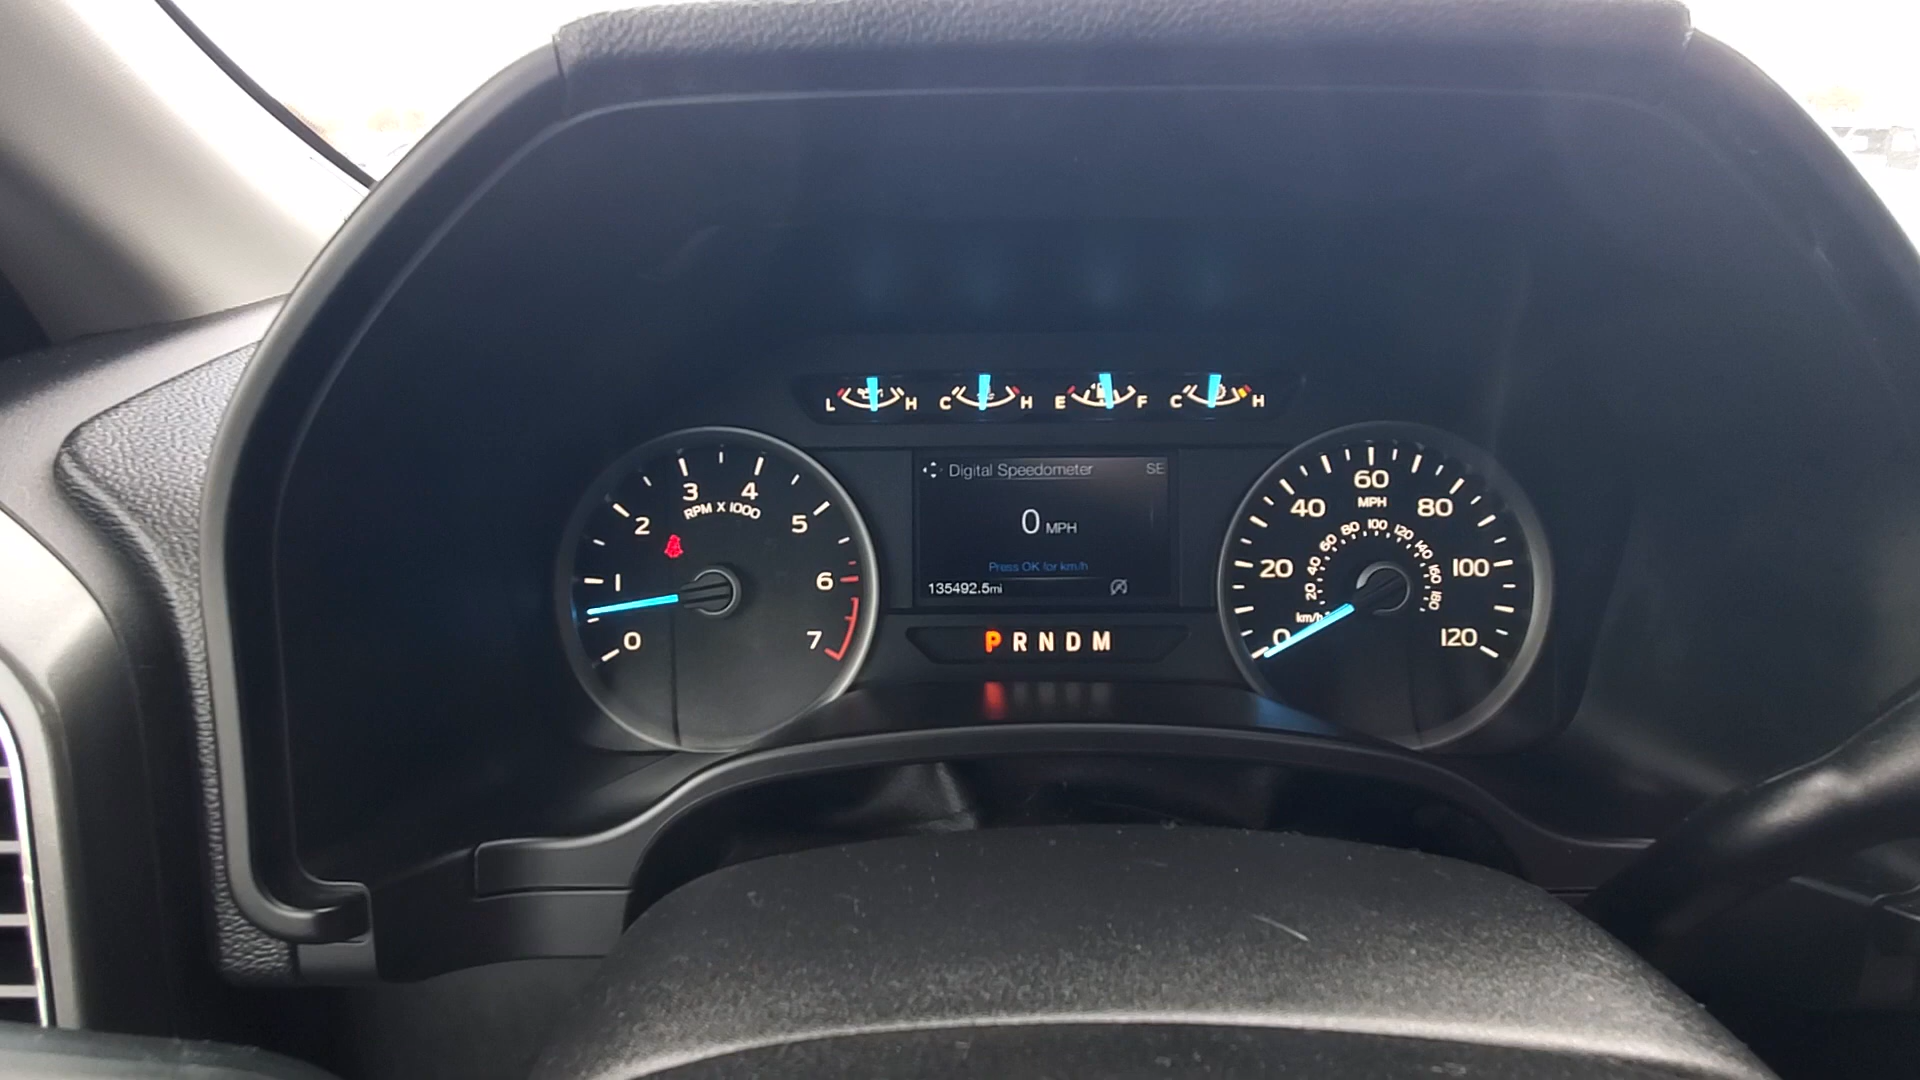 L H C H E F C H
0 1 2 3 4 5 6 7
RPM X 1000
Digital Speedometer SE
0 MPH
Press OK for km/h
135492.5mi
P R N D M
0 20 40 60 80 100 120
MPH
20 40 60 80 100 120 140 160 180
km/h